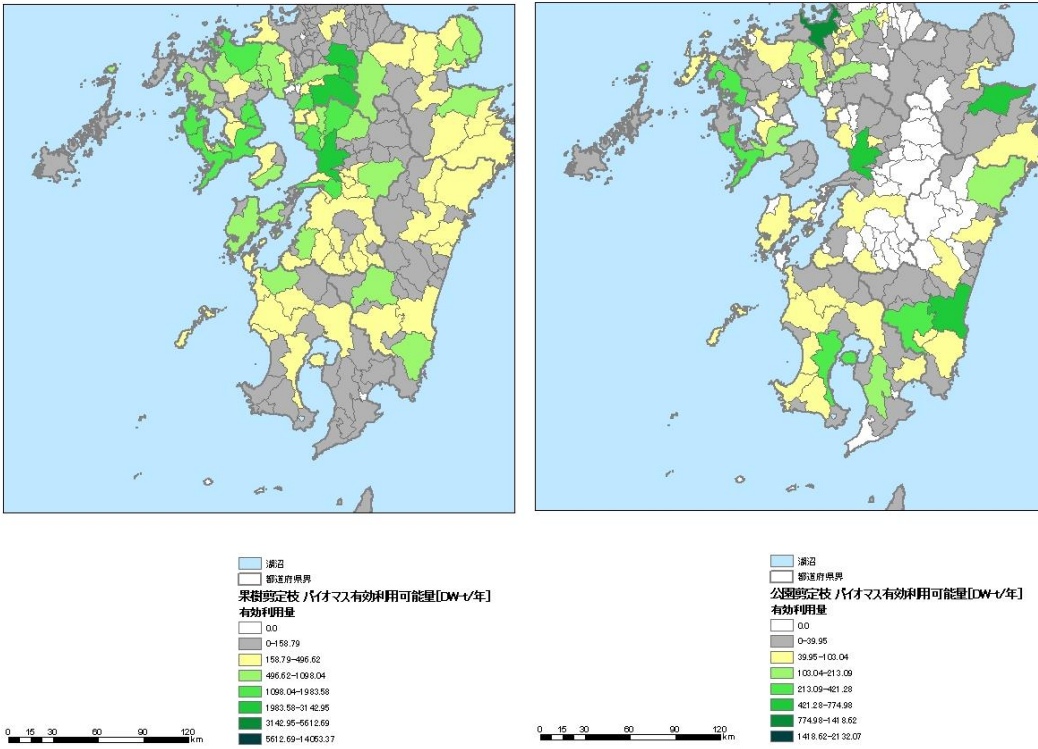 湖沼
都道府県界
果樹剪定枝 バイオマス有効利用可能量[DW-t/年]
有効利用量
0.0
0-158.79
158.79-496.62
496.62-1098.04
1098.04-1983.58
1983.58-3142.95
3142.95-5612.69
5612.69-14053.37
0 15 30 60 90 120
km
湖沼
都道府県界
公園剪定枝 バイオマス有効利用可能量[DW-t/年]
有効利用量
0.0
0-39.95
39.95-103.04
103.04-213.09
213.09-421.28
421.28-774.98
774.98-1418.62
1418.62-2132.07
0 15 30 60 90 120
km